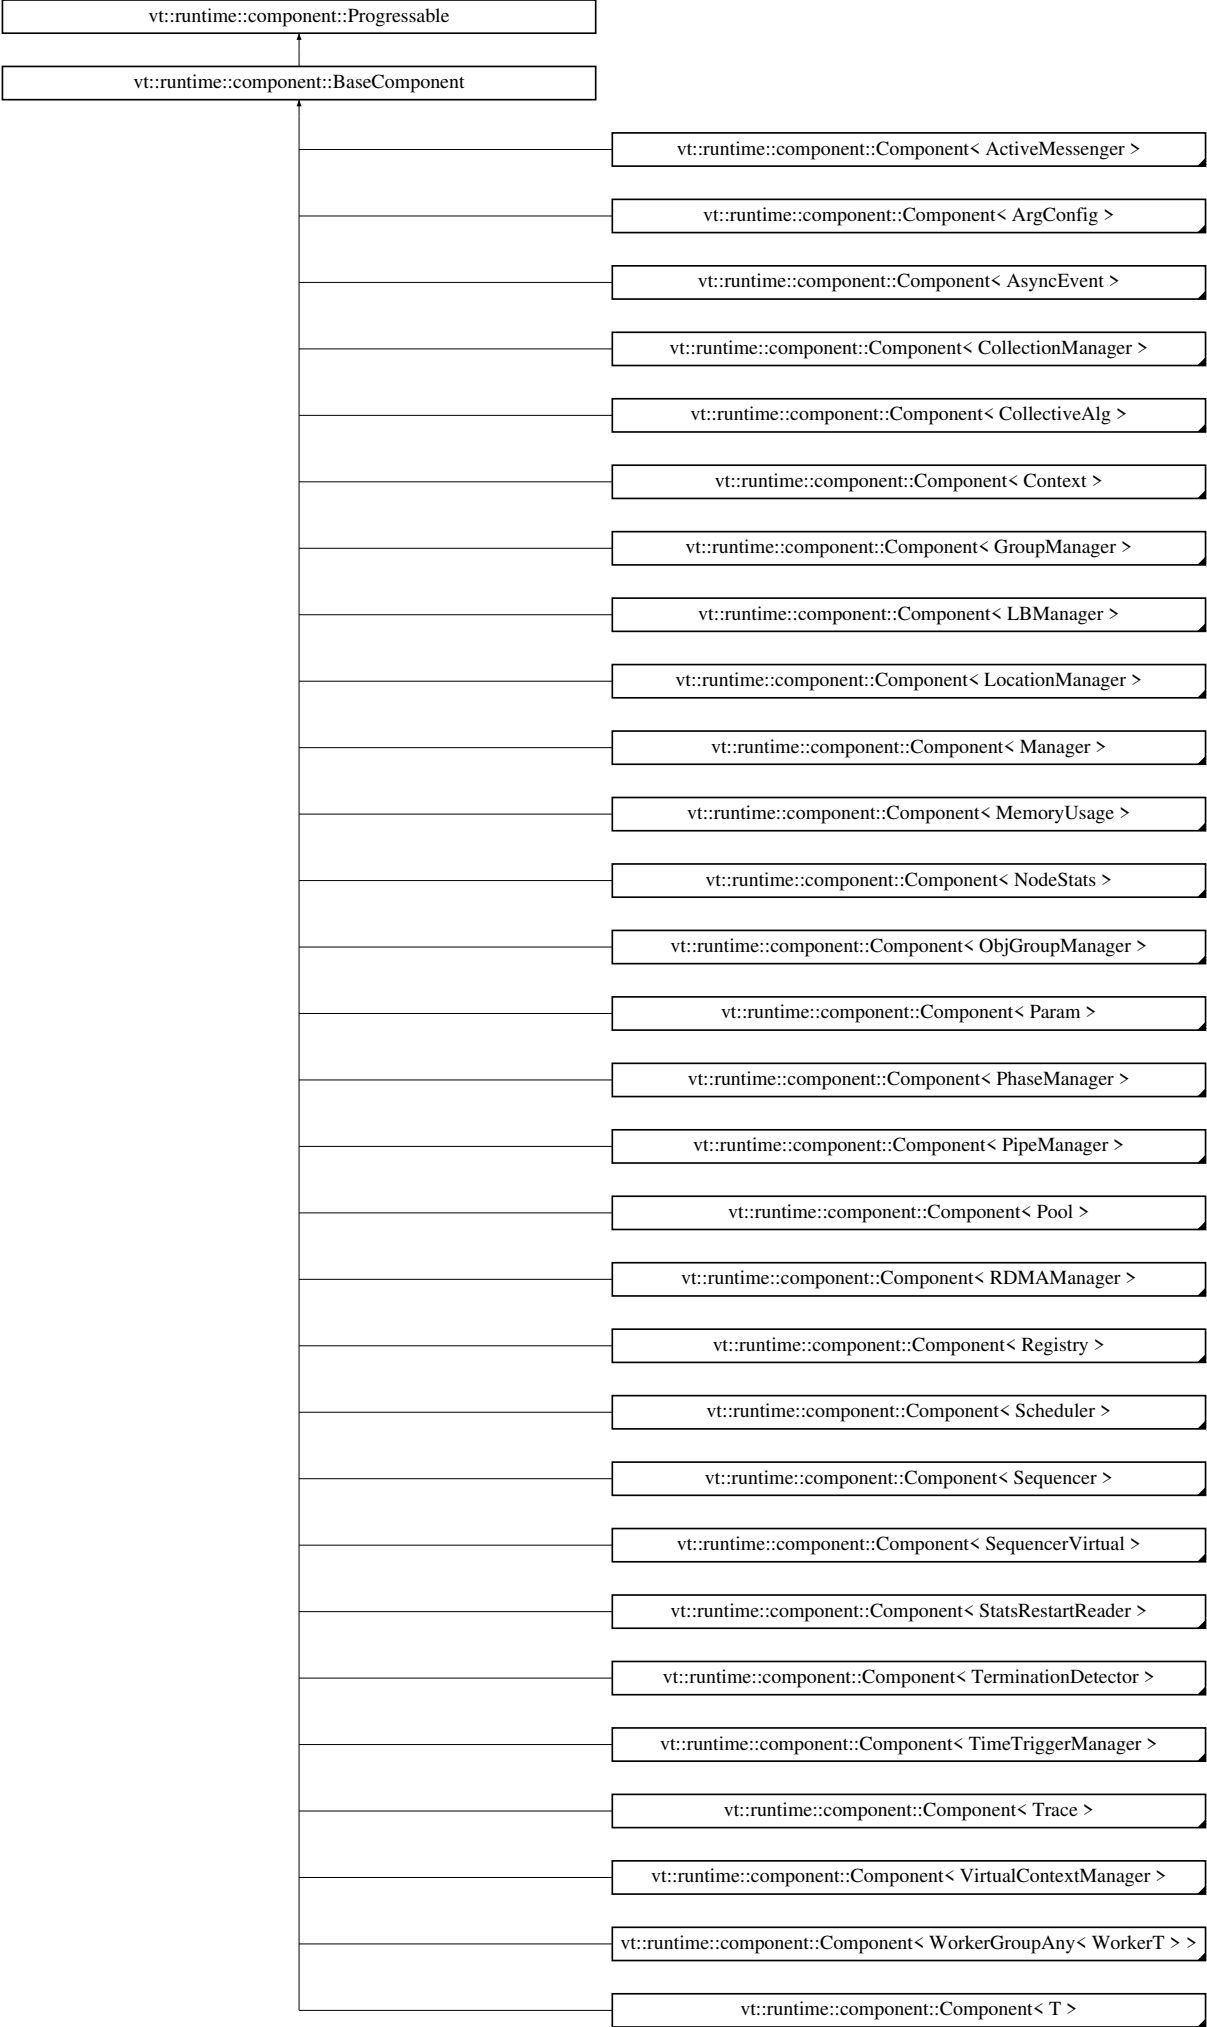 vt::runtime::component::Progressable
vt::runtime::component::BaseComponent
vt::runtime::component::Component< ActiveMessenger >
vt::runtime::component::Component< ArgConfig >
vt::runtime::component::Component< AsyncEvent >
vt::runtime::component::Component< CollectionManager >
vt::runtime::component::Component< CollectiveAlg >
vt::runtime::component::Component< Context >
vt::runtime::component::Component< GroupManager >
vt::runtime::component::Component< LBManager >
vt::runtime::component::Component< LocationManager >
vt::runtime::component::Component< Manager >
vt::runtime::component::Component< MemoryUsage >
vt::runtime::component::Component< NodeStats >
vt::runtime::component::Component< ObjGroupManager >
vt::runtime::component::Component< Param >
vt::runtime::component::Component< PhaseManager >
vt::runtime::component::Component< PipeManager >
vt::runtime::component::Component< Pool >
vt::runtime::component::Component< RDMAManager >
vt::runtime::component::Component< Registry >
vt::runtime::component::Component< Scheduler >
vt::runtime::component::Component< Sequencer >
vt::runtime::component::Component< SequencerVirtual >
vt::runtime::component::Component< StatsRestartReader >
vt::runtime::component::Component< TerminationDetector >
vt::runtime::component::Component< TimeTriggerManager >
vt::runtime::component::Component< Trace >
vt::runtime::component::Component< VirtualContextManager >
vt::runtime::component::Component< WorkerGroupAny< WorkerT > >
vt::runtime::component::Component< T >